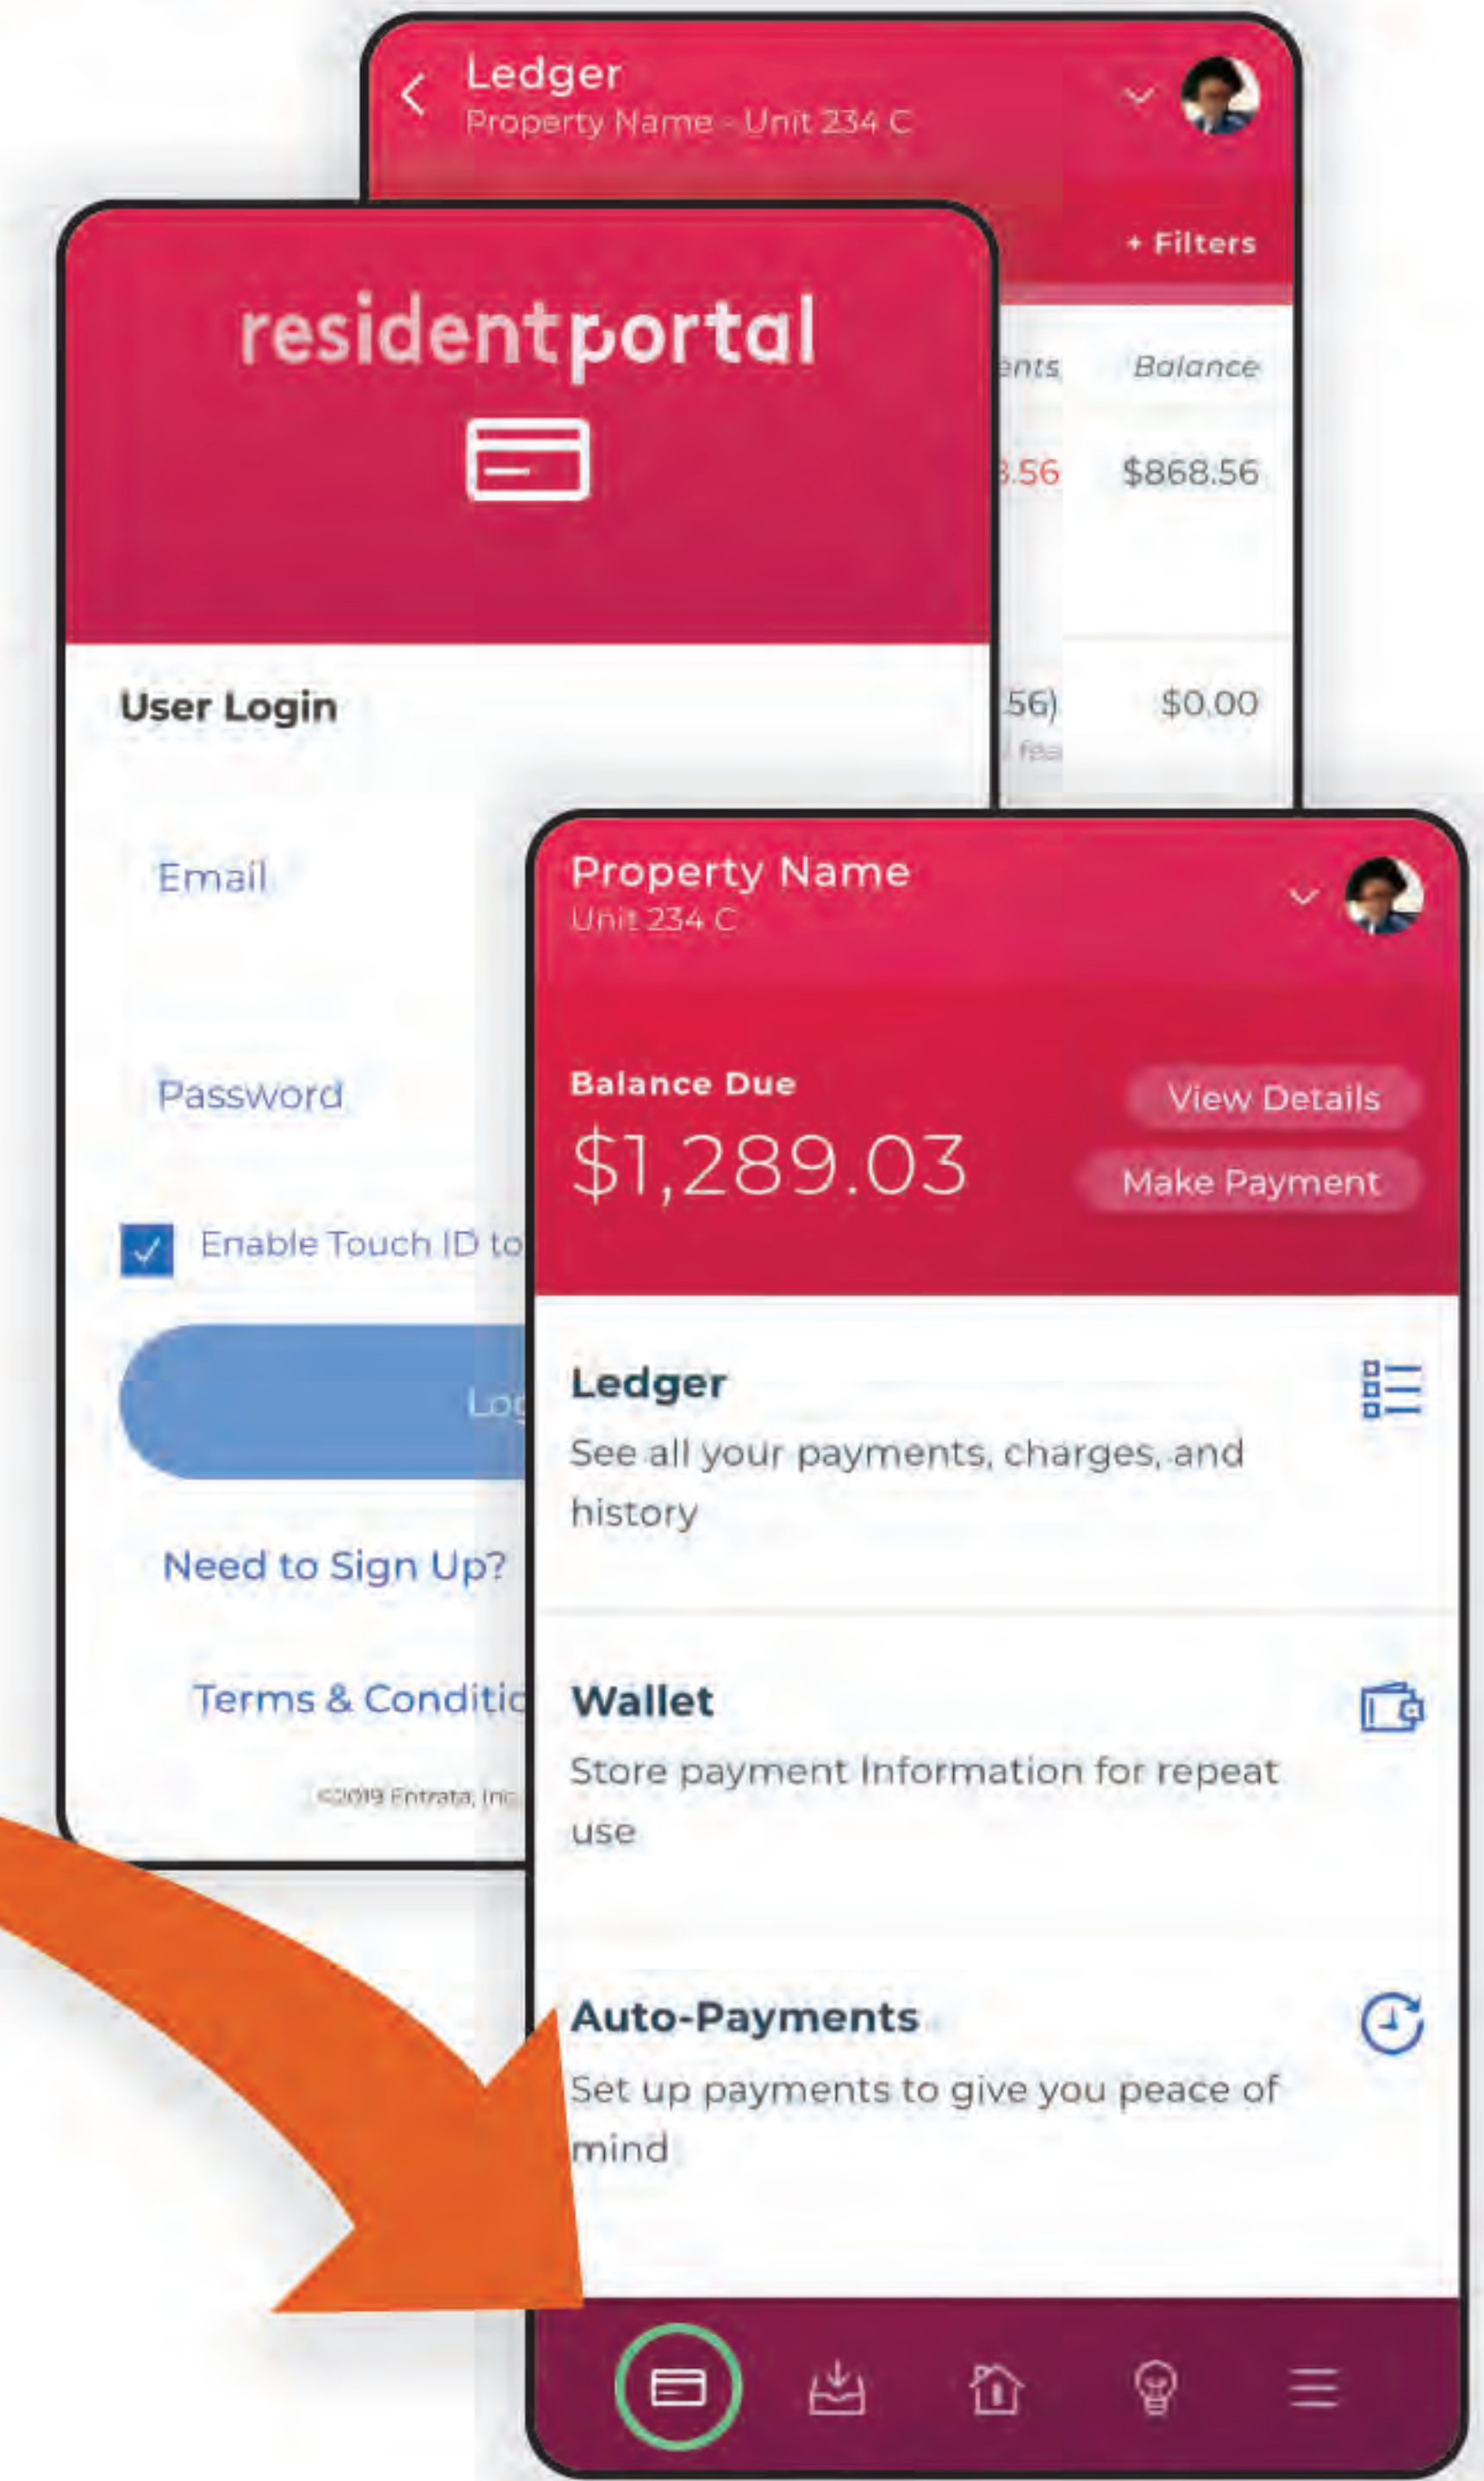 Ledger
Property Name - Unit 234 C
+ Filters
Balance
.56 $868.56
56) $0.00
residentportal
User Login
Email
Password
Enable Touch ID to
Need to Sign Up?
Terms &
©2019 Entrata, Inc
Property Name
Unit 234 C
Balance Due
$1,289.03
View Details
Make Payment
Ledger
See all your payments, charges, and
history
Wallet
Store payment Information for repeat
use
Auto-Payments
Set up payments to give you peace of
mind